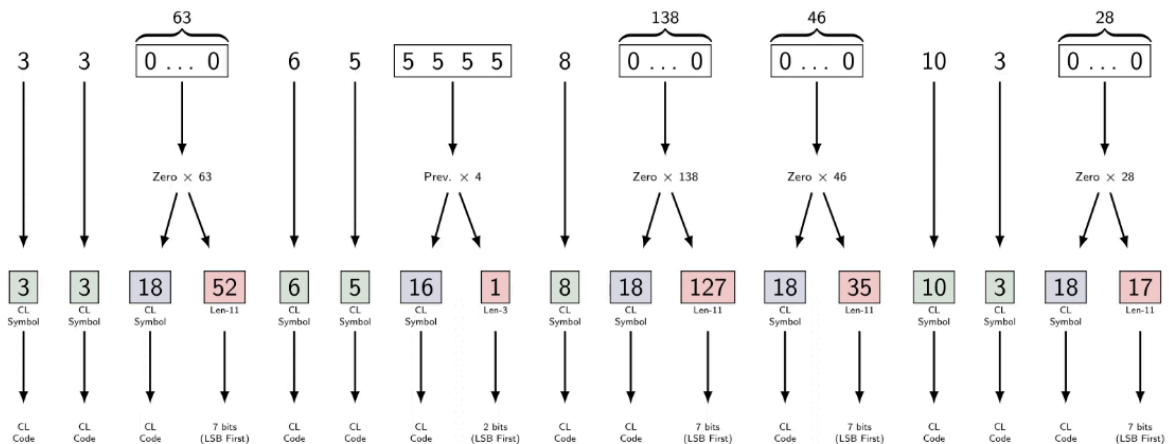 63 138 46 28
3 3 0 . . . 0 6 5 5 5 5 5 8 0 . . . 0 0 . . . 0 10 3 0 . . . 0
Zero × 63 Prev. × 4 Zero × 138 Zero × 46 Zero × 28
3 3 18 52 6 5 16 1 8 18 127 18 35 10 3 18 17
CL CL CL Len-11 CL CL CL Len-3 CL CL Len-11 CL Len-11 CL CL CL Len-11
Symbol Symbol Symbol Symbol Symbol Symbol Symbol Symbol Symbol Symbol Symbol Symbol
CL CL CL 7 bits CL CL CL 2 bits CL CL 7 bits CL 7 bits CL CL CL 7 bits
Code Code Code (LSB First) Code Code Code (LSB First) Code Code (LSB First) Code (LSB First) Code Code Code (LSB First)